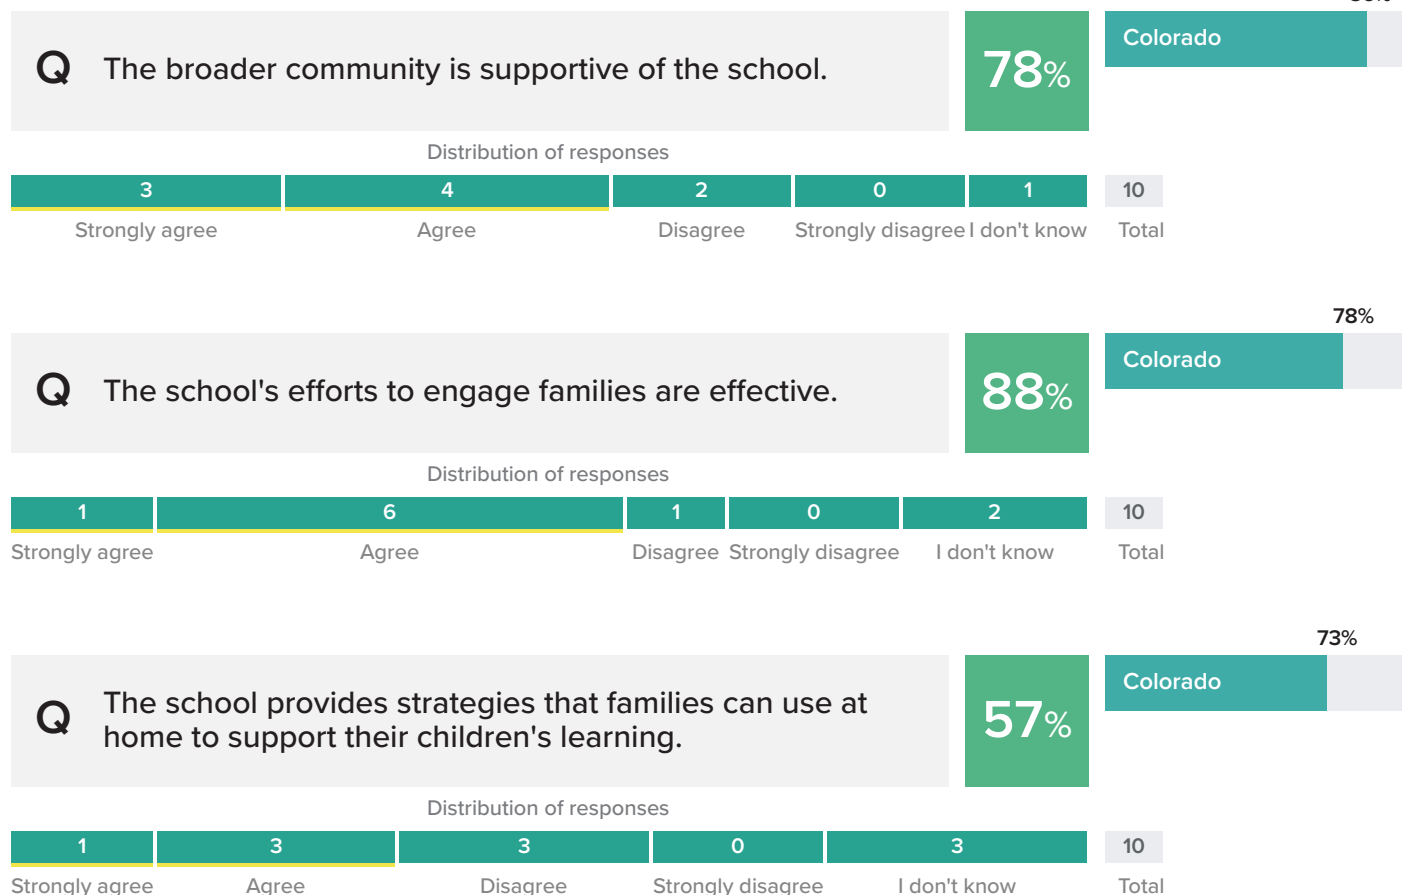 Q The broader community is supportive of the school. 78% Colorado
Distribution of responses
3 4 2 0 1 10
Strongly agree Agree Disagree Strongly disagree I don't know Total
78%
Q The school's efforts to engage families are effective. 88% Colorado
Distribution of responses
1 6 1 0 2 10
Strongly agree Agree Disagree Strongly disagree I don't know Total
73%
Colorado
Q The school provides strategies that families can use at
home to support their children's learning.
57%
Distribution of responses
1 3 3 0 3 10
Strongly agree Agree Disagree Strongly disagree I don't know Total